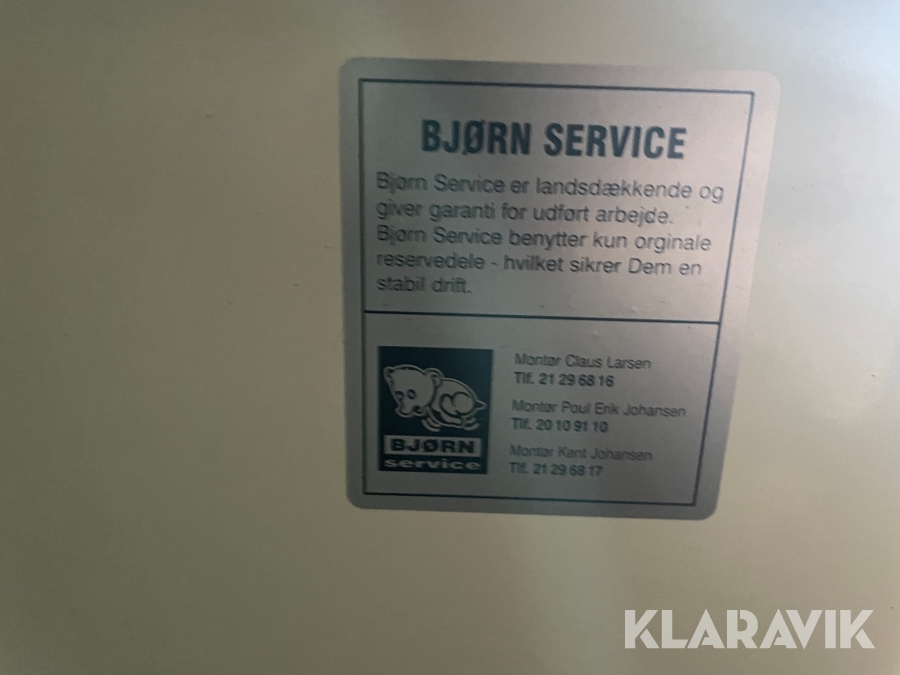 BJØRN SERVICE
Bjørn Service er landsdækkende og
giver garanti for udført arbejde.
Bjørn Service benytter kun orginale
reservedele - hvilket sikrer Dem en
stabil drift.
Montør Claus Larsen
Tlf. 21 29 68 16
Montør Poul Erik Johansen
Tlf. 20 10 91 10
Montør Kent Johansen
Tlf. 21 29 68 17
BJØRN
service
KLARAVIK